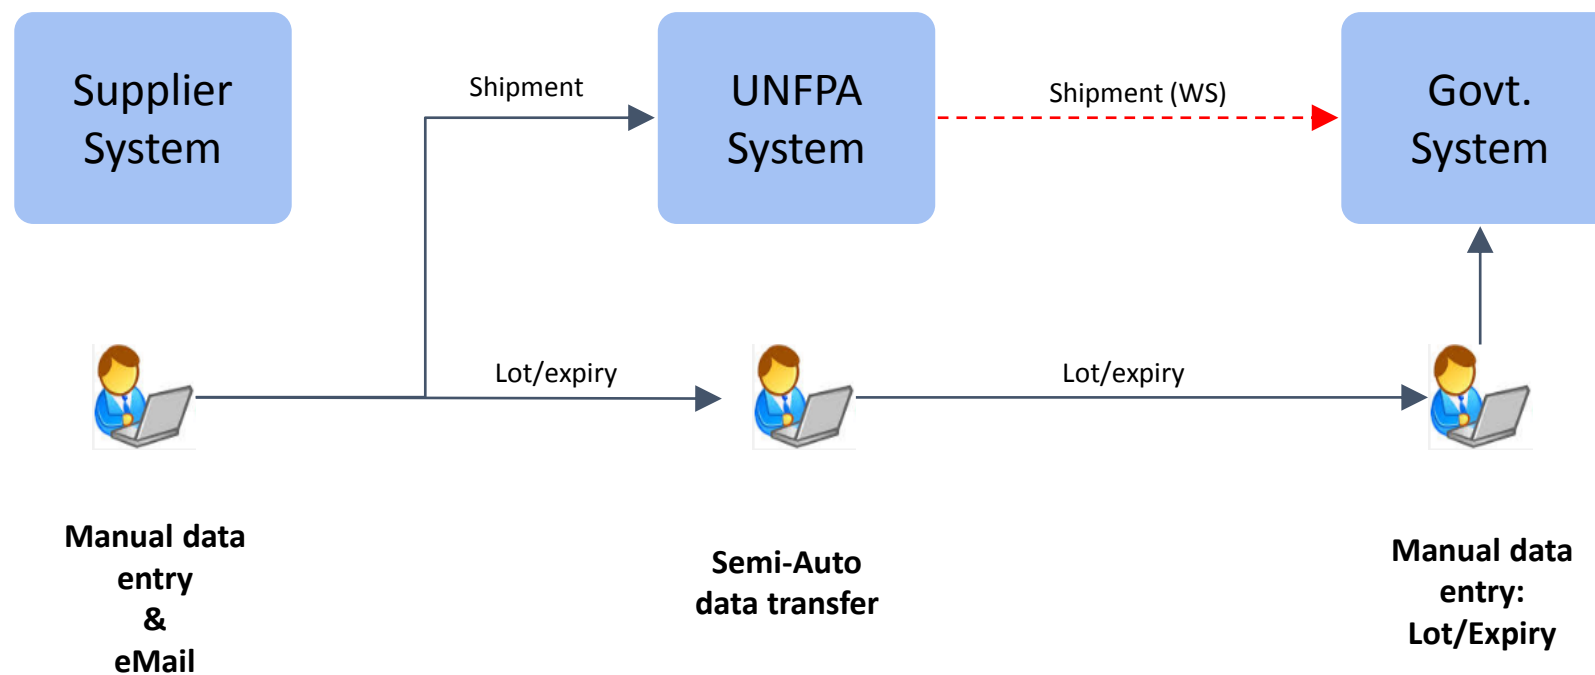 Supplier
System
Shipment
UNFPA
System
Shipment (WS)
Govt.
System
Lot/expiry
Lot/expiry
Manual data
entry
&
eMail
Semi-Auto
data transfer
Manual data
entry:
Lot/Expiry